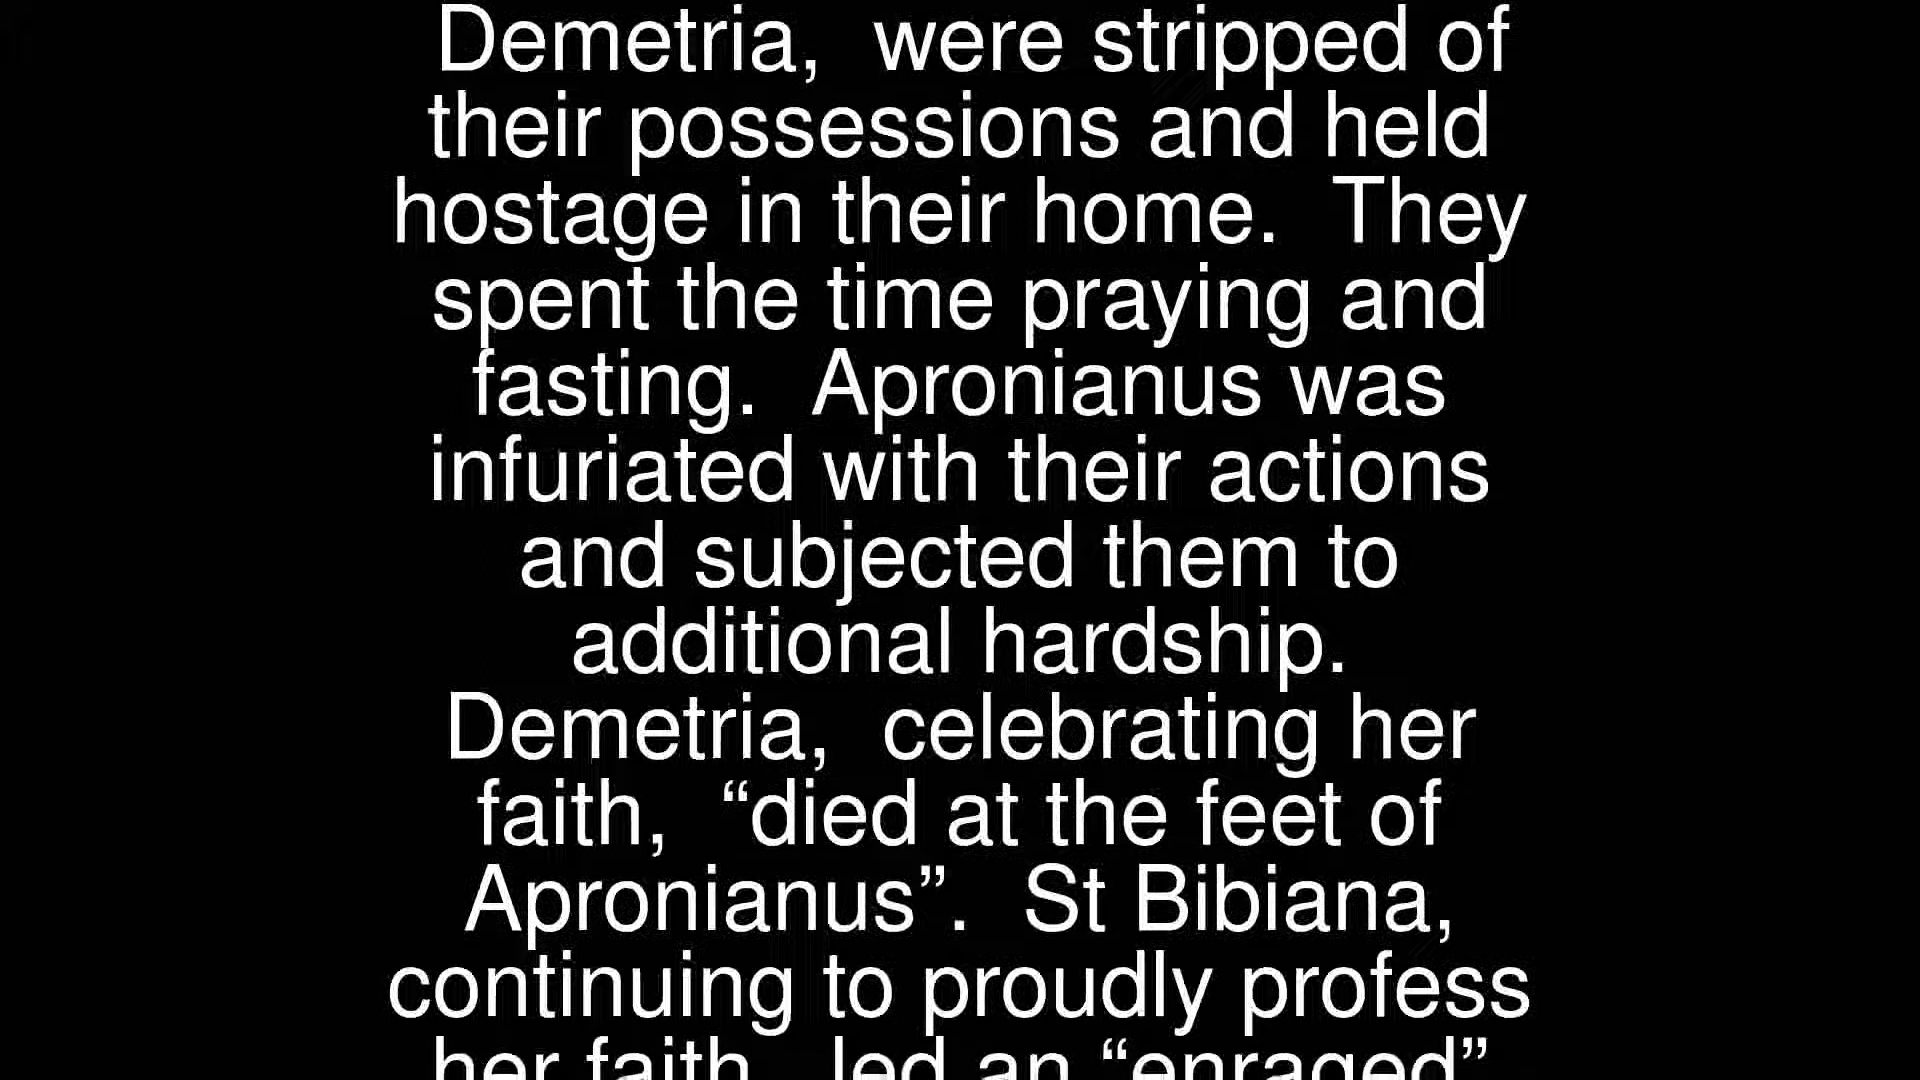 Demetria,  were stripped of
their possessions and held
hostage in their home.  They
spent the time praying and
fasting.  Apronianus was
infuriated with their actions
and subjected them to
additional hardship.
Demetria,  celebrating her
faith,  “died at the feet of
Apronianus”.  St Bibiana,
continuing to proudly profess
her faith,  led an “enraged”